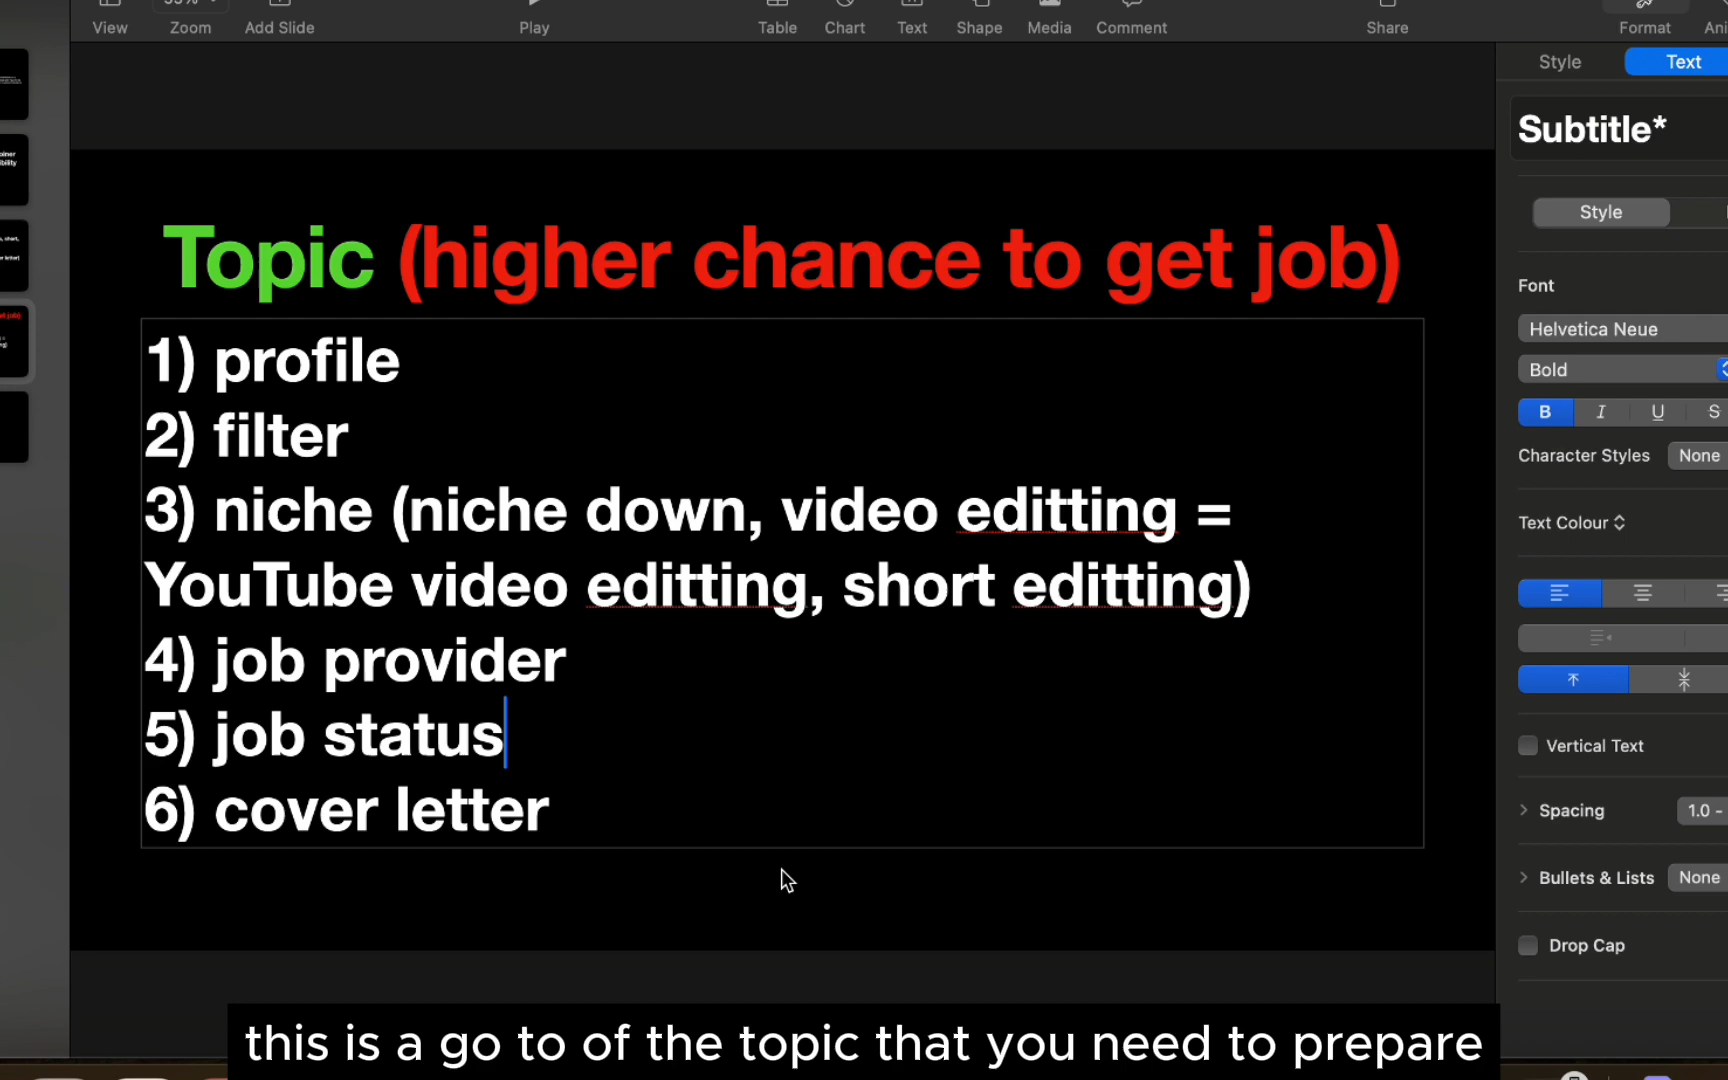 View
Zoom
Add Slide
Play
Table
Chart
Text
Shape
Media
Comment
Share
Format
Style
Text
Topic (higher chance to get job)
1) profile
2) filter
3) niche (niche down, video editting =
YouTube video editting, short editting)
4) job provider
5) job status
6) cover letter
Subtitle*
Style
Font
Helvetica Neue
Bold
B I U S
Character Styles None
Text Colour
Vertical Text
Spacing 1.0 -
Bullets & Lists None
Drop Cap
this is a go to of the topic that you need to prepare